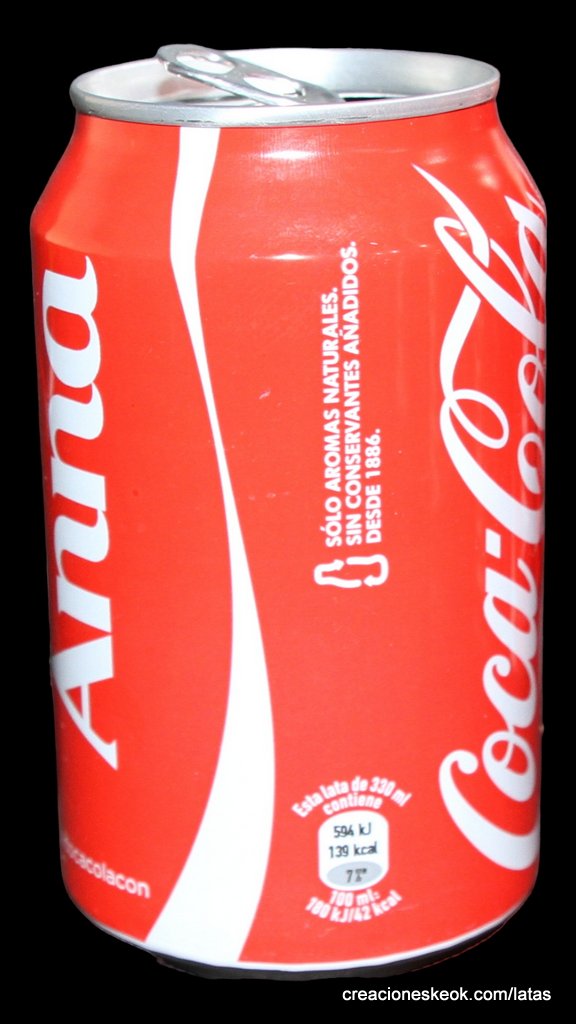 Anna
SÓLO AROMAS NATURALES.
SIN CONSERVANTES AÑADIDOS.
DESDE 1886.
Coca-Cola
Esta lata de 330 ml
contiene
594 kJ
139 kcal
100 ml:
180 kJ/42 kcal
cocacolacon
creacioneskeok.com/latas